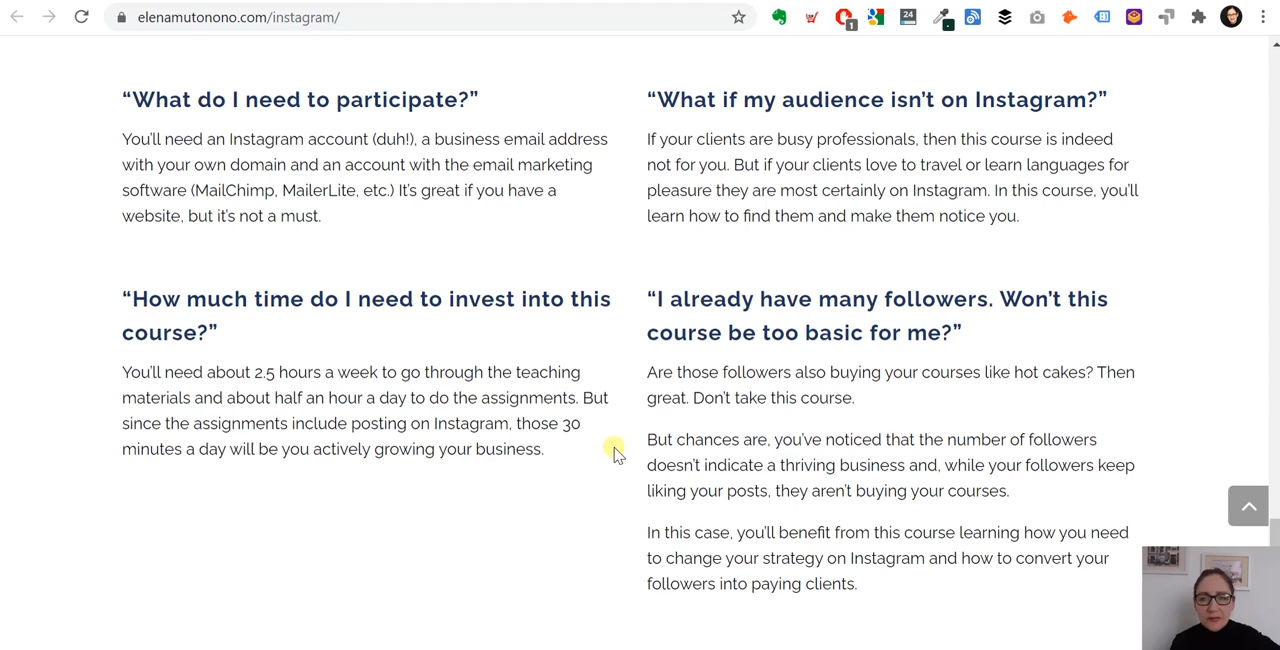 elenamutonono.com/instagram/
1
24
“What do I need to participate?”
You’ll need an Instagram account (duh!), a business email address
with your own domain and an account with the email marketing
software (MailChimp, MailerLite, etc.) It’s great if you have a
website, but it’s not a must.
“What if my audience isn’t on Instagram?”
If your clients are busy professionals, then this course is indeed
not for you. But if your clients love to travel or learn languages for
pleasure they are most certainly on Instagram. In this course, you’ll
learn how to find them and make them notice you.
“How much time do I need to invest into this
course?”
You’ll need about 2.5 hours a week to go through the teaching
materials and about half an hour a day to do the assignments. But
since the assignments include posting on Instagram, those 30
minutes a day will be you actively growing your business.
“I already have many followers. Won’t this
course be too basic for me?”
Are those followers also buying your courses like hot cakes? Then
great. Don’t take this course.
But chances are, you’ve noticed that the number of followers
doesn’t indicate a thriving business and, while your followers keep
liking your posts, they aren’t buying your courses.
In this case, you’ll benefit from this course learning how you need
to change your strategy on Instagram and how to convert your
followers into paying clients.